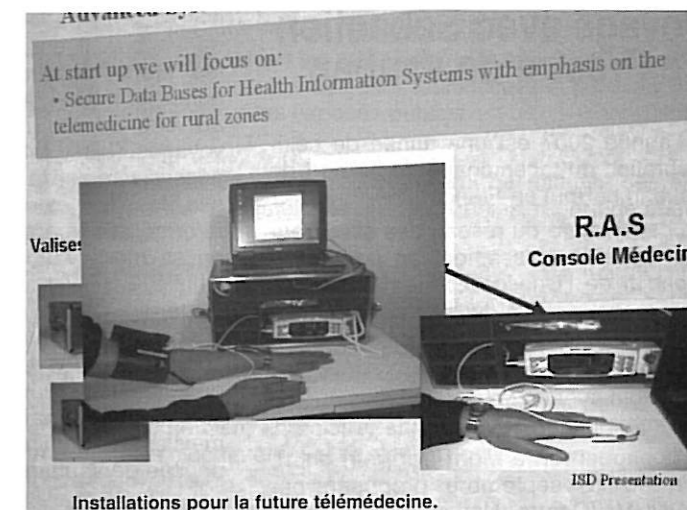 At start up we will focus on:
• Secure Data Bases for Health Information Systems with emphasis on the
telemedicine for rural zones
Valises
R.A.S
Console Médecin
ISD Presentation
Installations pour la future télémédecine.